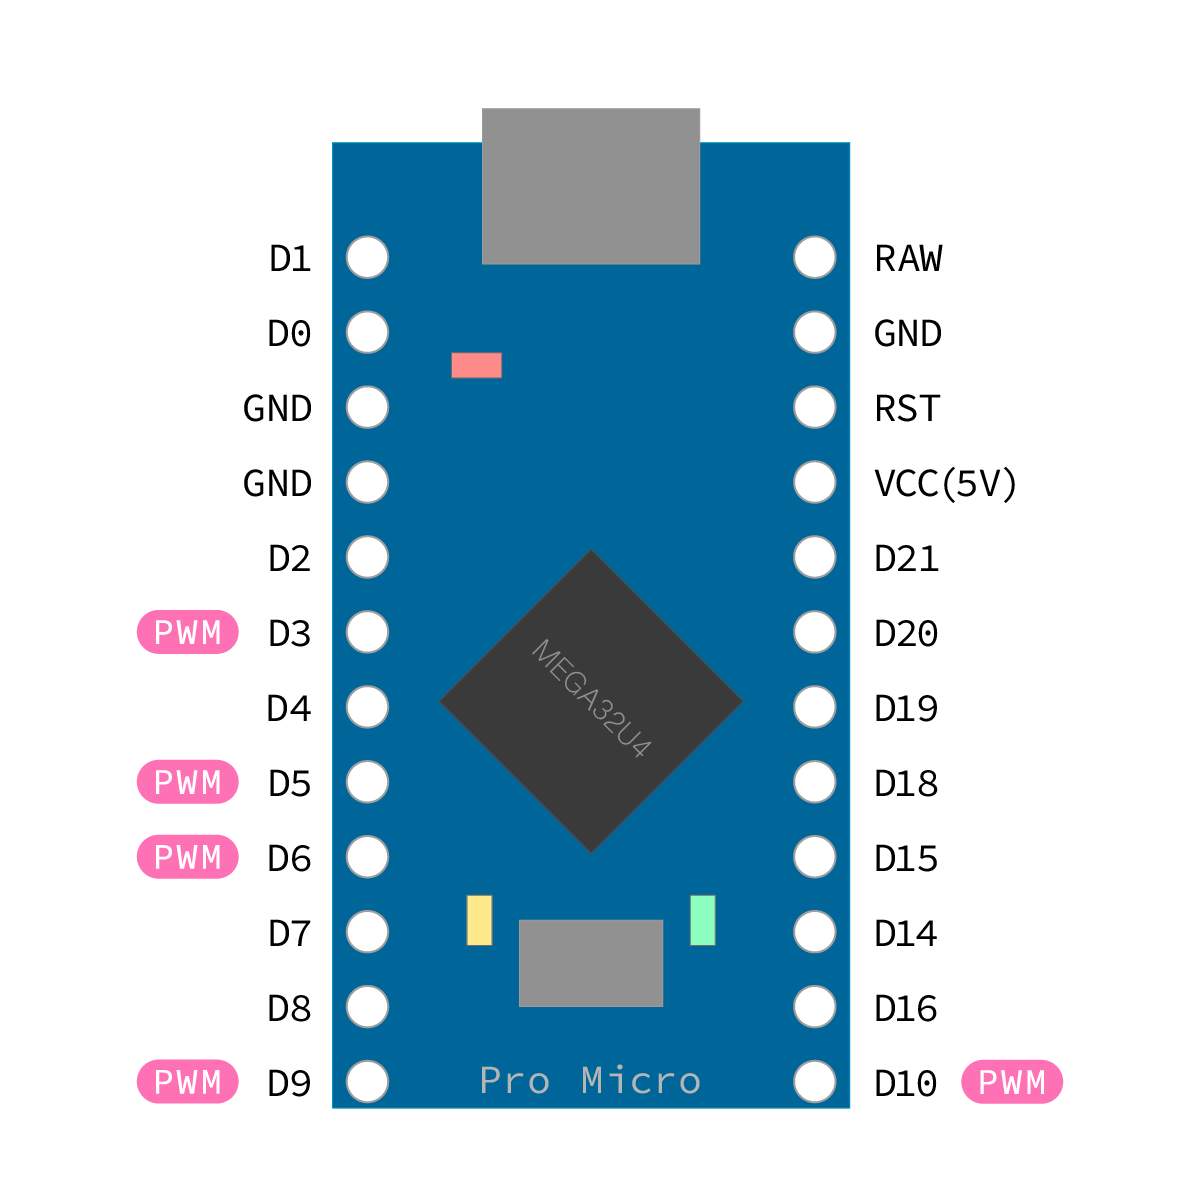 D1 RAW
D0 GND
GND RST
GND VCC(5V)
D2 D21
PWM D3 D20
D4 D19
PWM D5 D18
PWM D6 D15
D7 D14
D8 D16
PWM D9 D10 PWM
MEGA32U4
Pro Micro